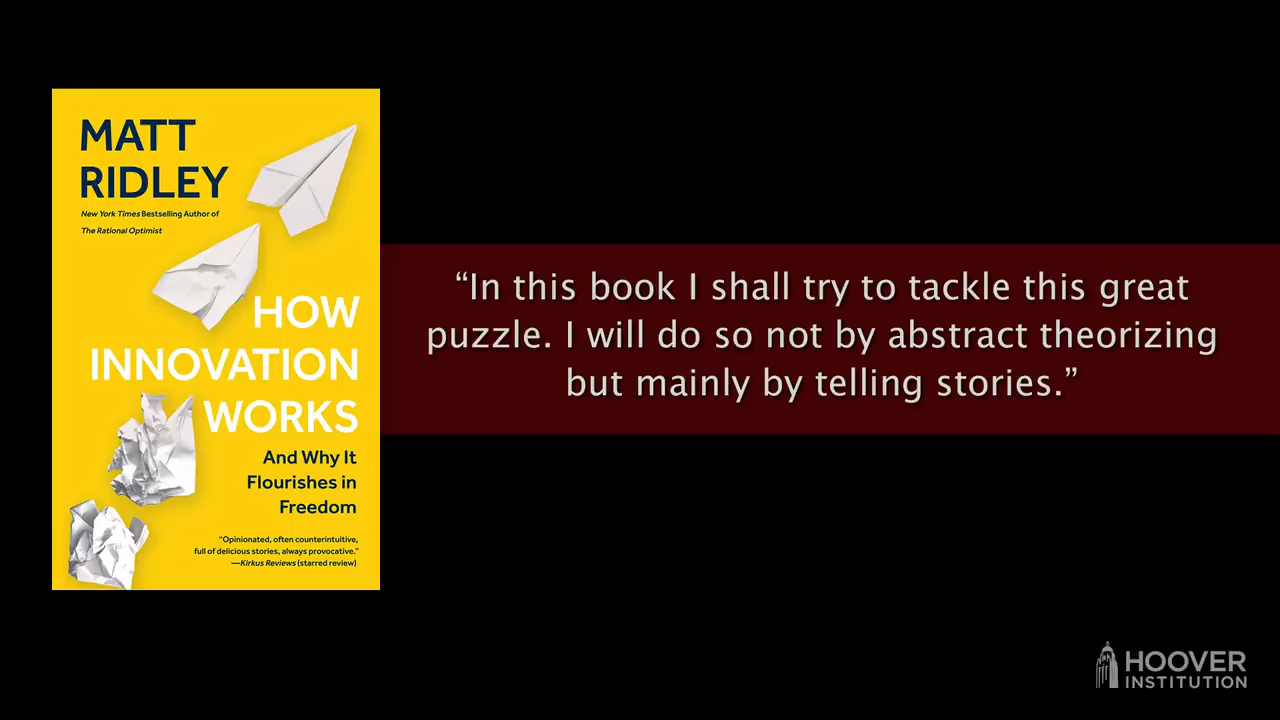 MATT
RIDLEY
New York Times Bestselling Author of
The Rational Optimist
HOW
INNOVATION
WORKS
And Why It
Flourishes in
Freedom
"Opinionated, often counterintuitive,
full of delicious stories, always provocative."
—Kirkus Reviews (starred review)
“In this book I shall try to tackle this great
puzzle. I will do so not by abstract theorizing
but mainly by telling stories.”
HOOVER
INSTITUTION